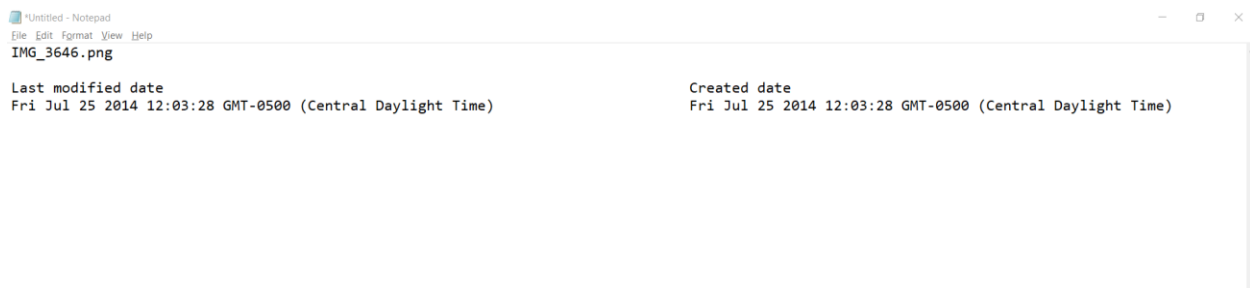 *Untitled - Notepad
File Edit Format View Help
IMG_3646.png
Last modified date Created date
Fri Jul 25 2014 12:03:28 GMT-0500 (Central Daylight Time) Fri Jul 25 2014 12:03:28 GMT-0500 (Central Daylight Time)